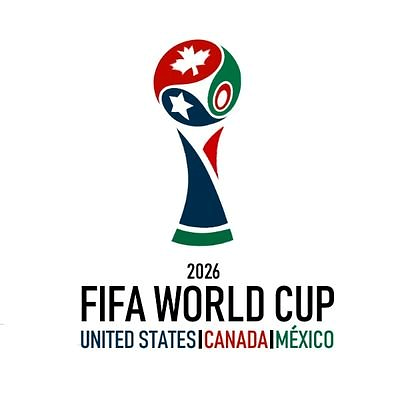 2026
FIFA WORLD CUP
UNITED STATES|CANADA|MÉXICO